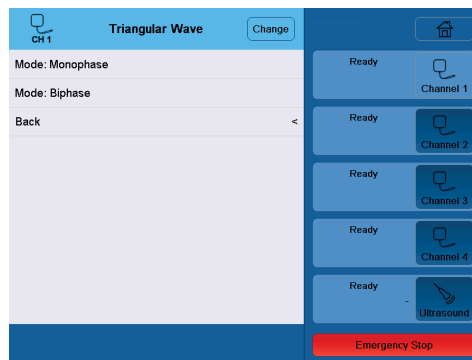 CH 1
Triangular Wave
Change
Mode: Monophase
Mode: Biphase
Back <
Ready
Channel 1
Ready
Channel 2
Ready
Channel 3
Ready
Channel 4
Ready
-
Ultrasound
Emergency Stop